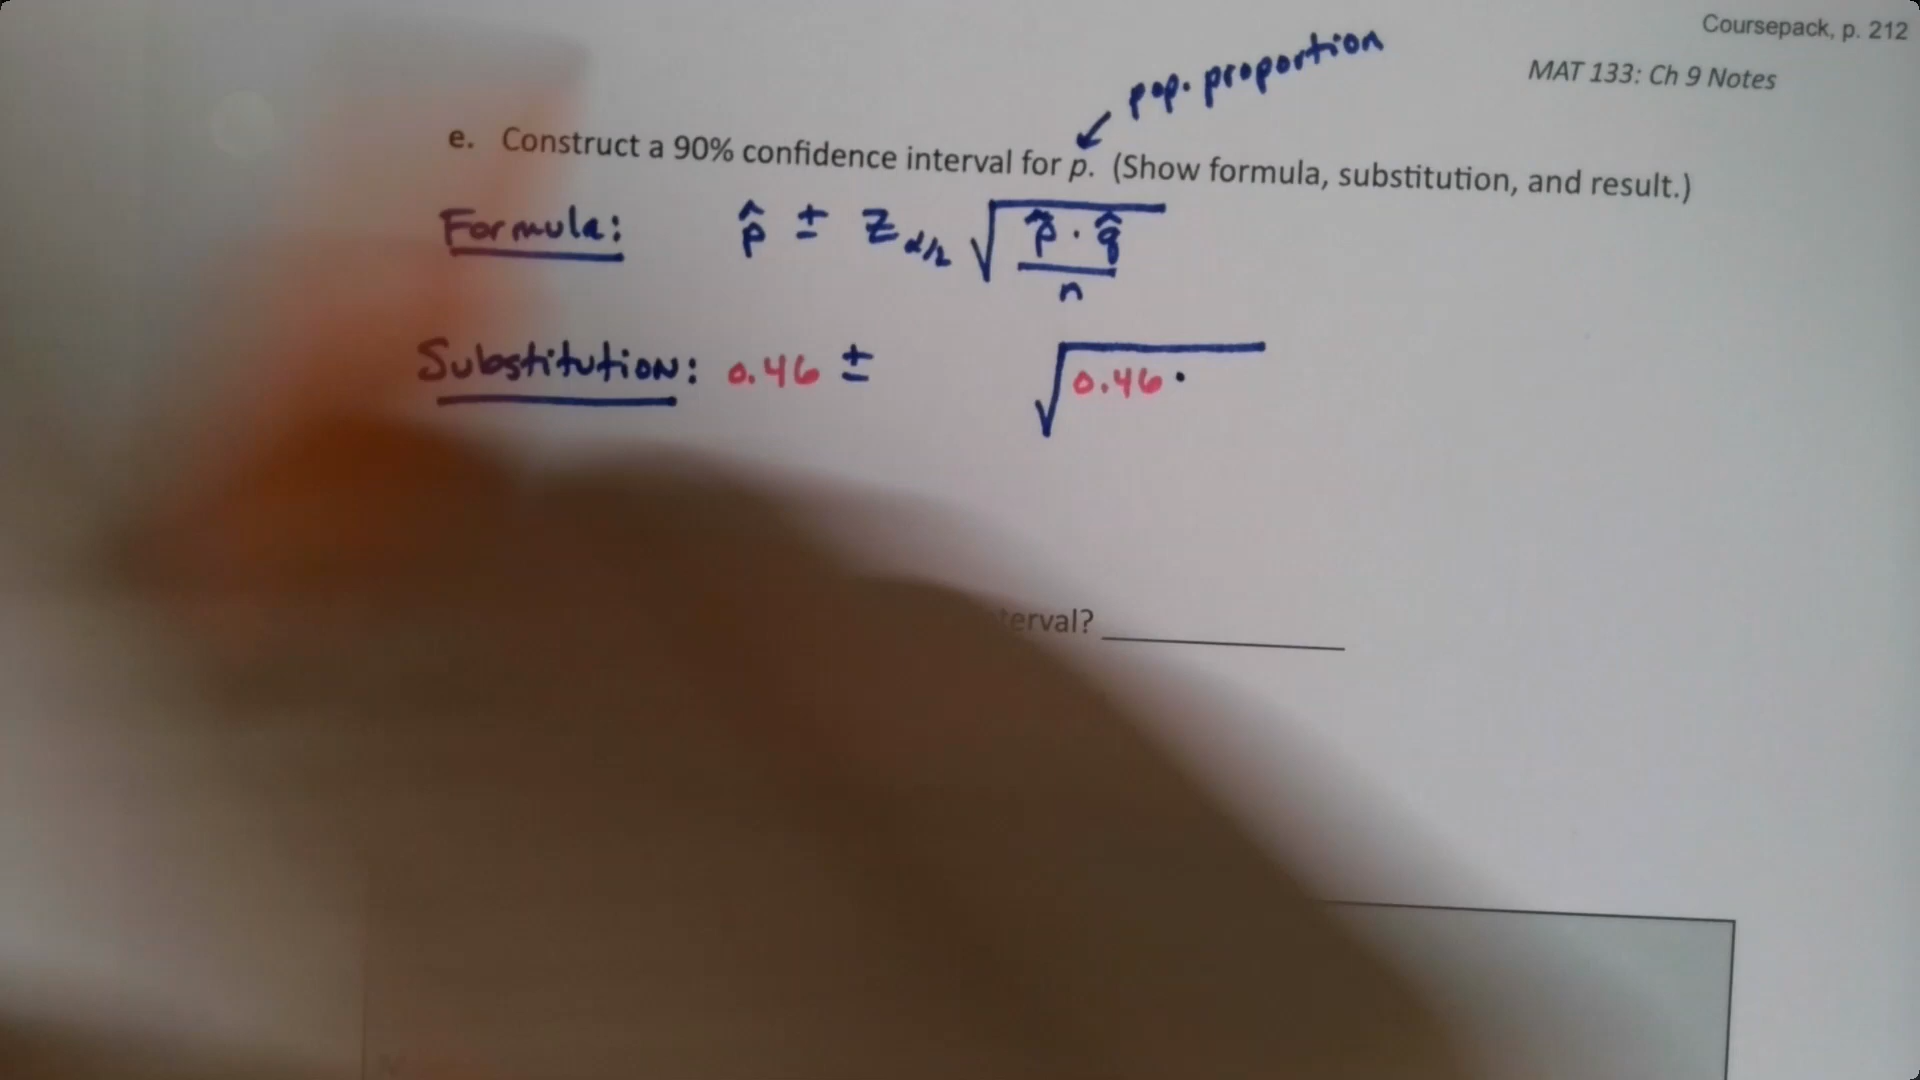 Coursepack, p. 212
MAT 133: Ch 9 Notes
pop. proportion
e. Construct a 90% confidence interval for p. (Show formula, substitution, and result.)
Formula: p̂ ± z α/2 √ p̂ · q̂
n
Substitution: 0.46 ± √ 0.46 ·
terval?